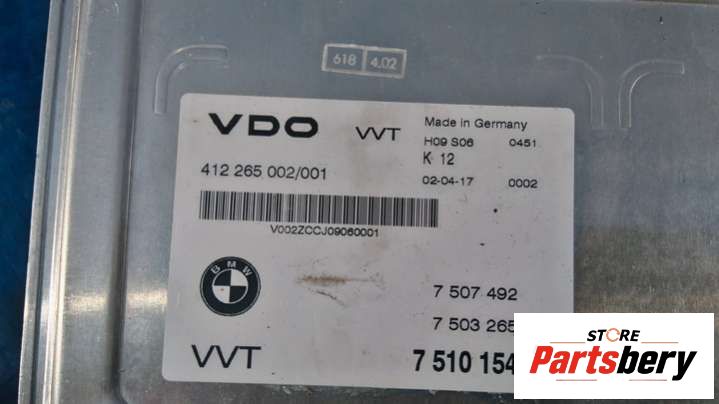 618 4.02
VDO VVT Made in Germany
H09 S06 0451
K 12
412 265 002/001
02-04-17 0002
V002ZCCJ09060001
BMW
7 507 492
7 503 265
VVT 7 510 154
STORE
Partsbery